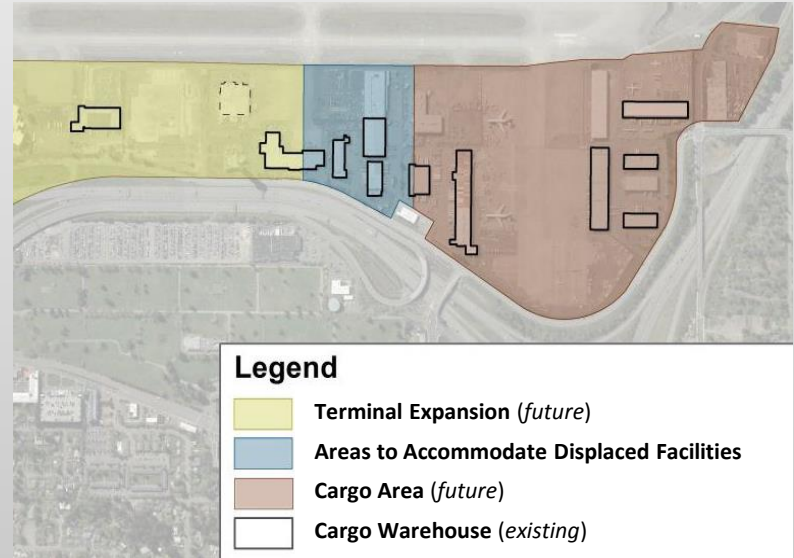 Legend
Terminal Expansion (future)
Areas to Accommodate Displaced Facilities
Cargo Area (future)
Cargo Warehouse (existing)